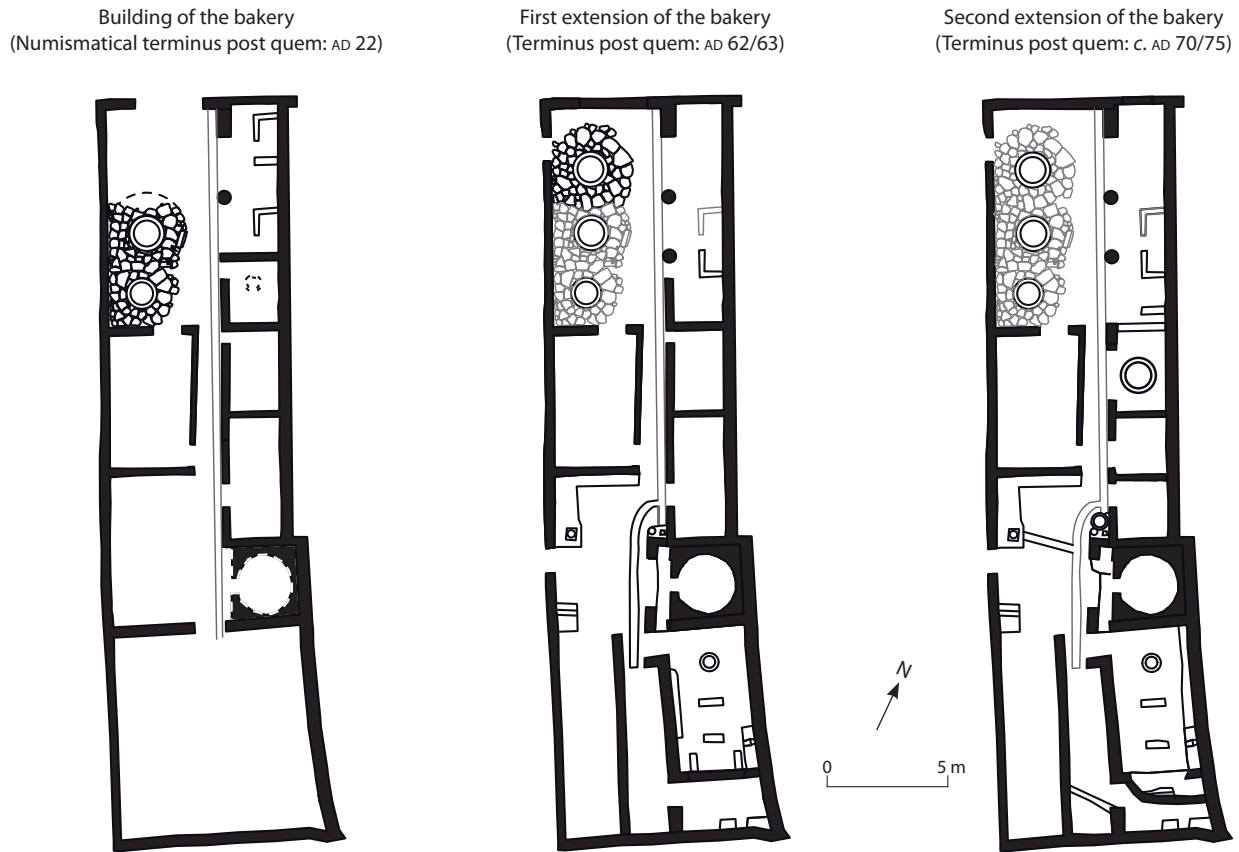 Building of the bakery
(Numismatical terminus post quem: AD 22)
First extension of the bakery
(Terminus post quem: AD 62/63)
Second extension of the bakery
(Terminus post quem: c. AD 70/75)
N
0 5 m